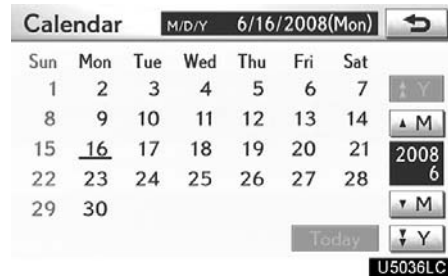 Calendar M/D/Y 6/16/2008(Mon)
Sun Mon Tue Wed Thu Fri Sat
1 2 3 4 5 6 7 Y
8 9 10 11 12 13 14 M
15 16 17 18 19 20 21 2008
22 23 24 25 26 27 28 6
29 30 M
Today Y
U5036LC